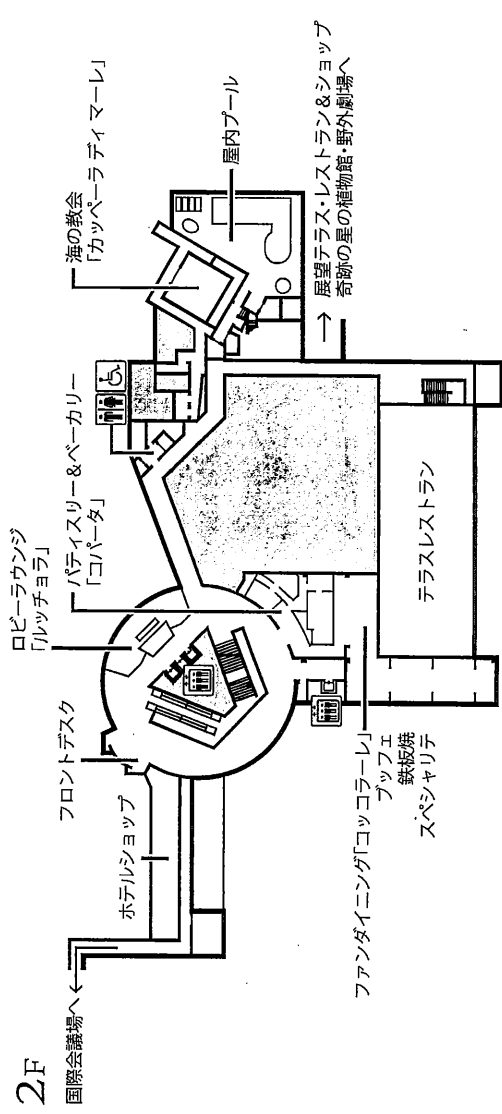 2F
国際会議場へ
ホテルショップ
フロントデスク
ロビーラウンジ
「ルッチョラ」
パティスリー&ベーカリー
「コパータ」
海の教会
「カッペーラ ディ マーレ」
屋内プール
→ 展望テラス・レストラン&ショップ
奇跡の星の植物館・野外劇場へ
テラスレストラン
ファンダイニング「コッコラーレ」
ブッフェ
鉄板焼
スペシャリテ